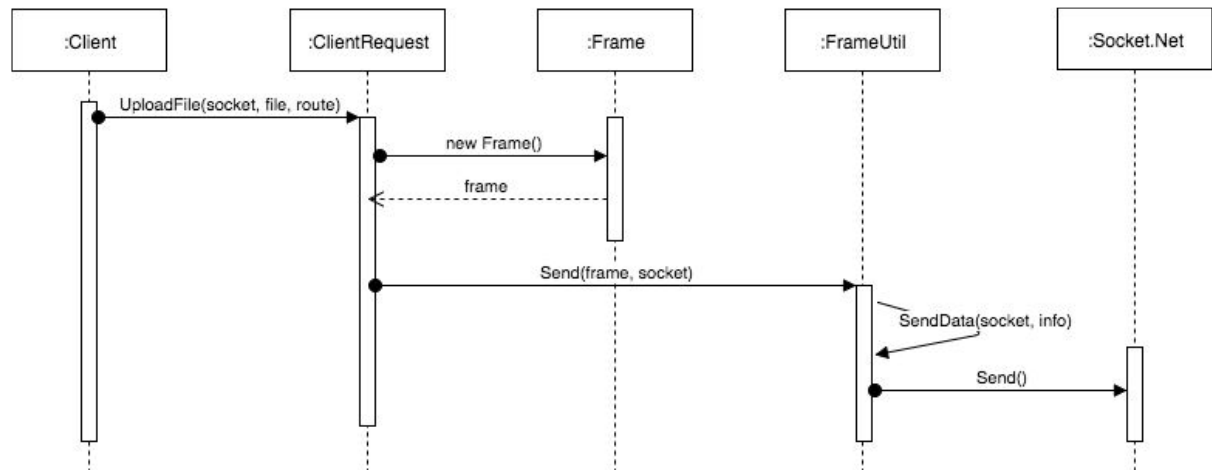 :Client
:ClientRequest
:Frame
:FrameUtil
:Socket.Net
UploadFile(socket, file, route)
new Frame()
frame
Send(frame, socket)
SendData(socket, info)
Send()